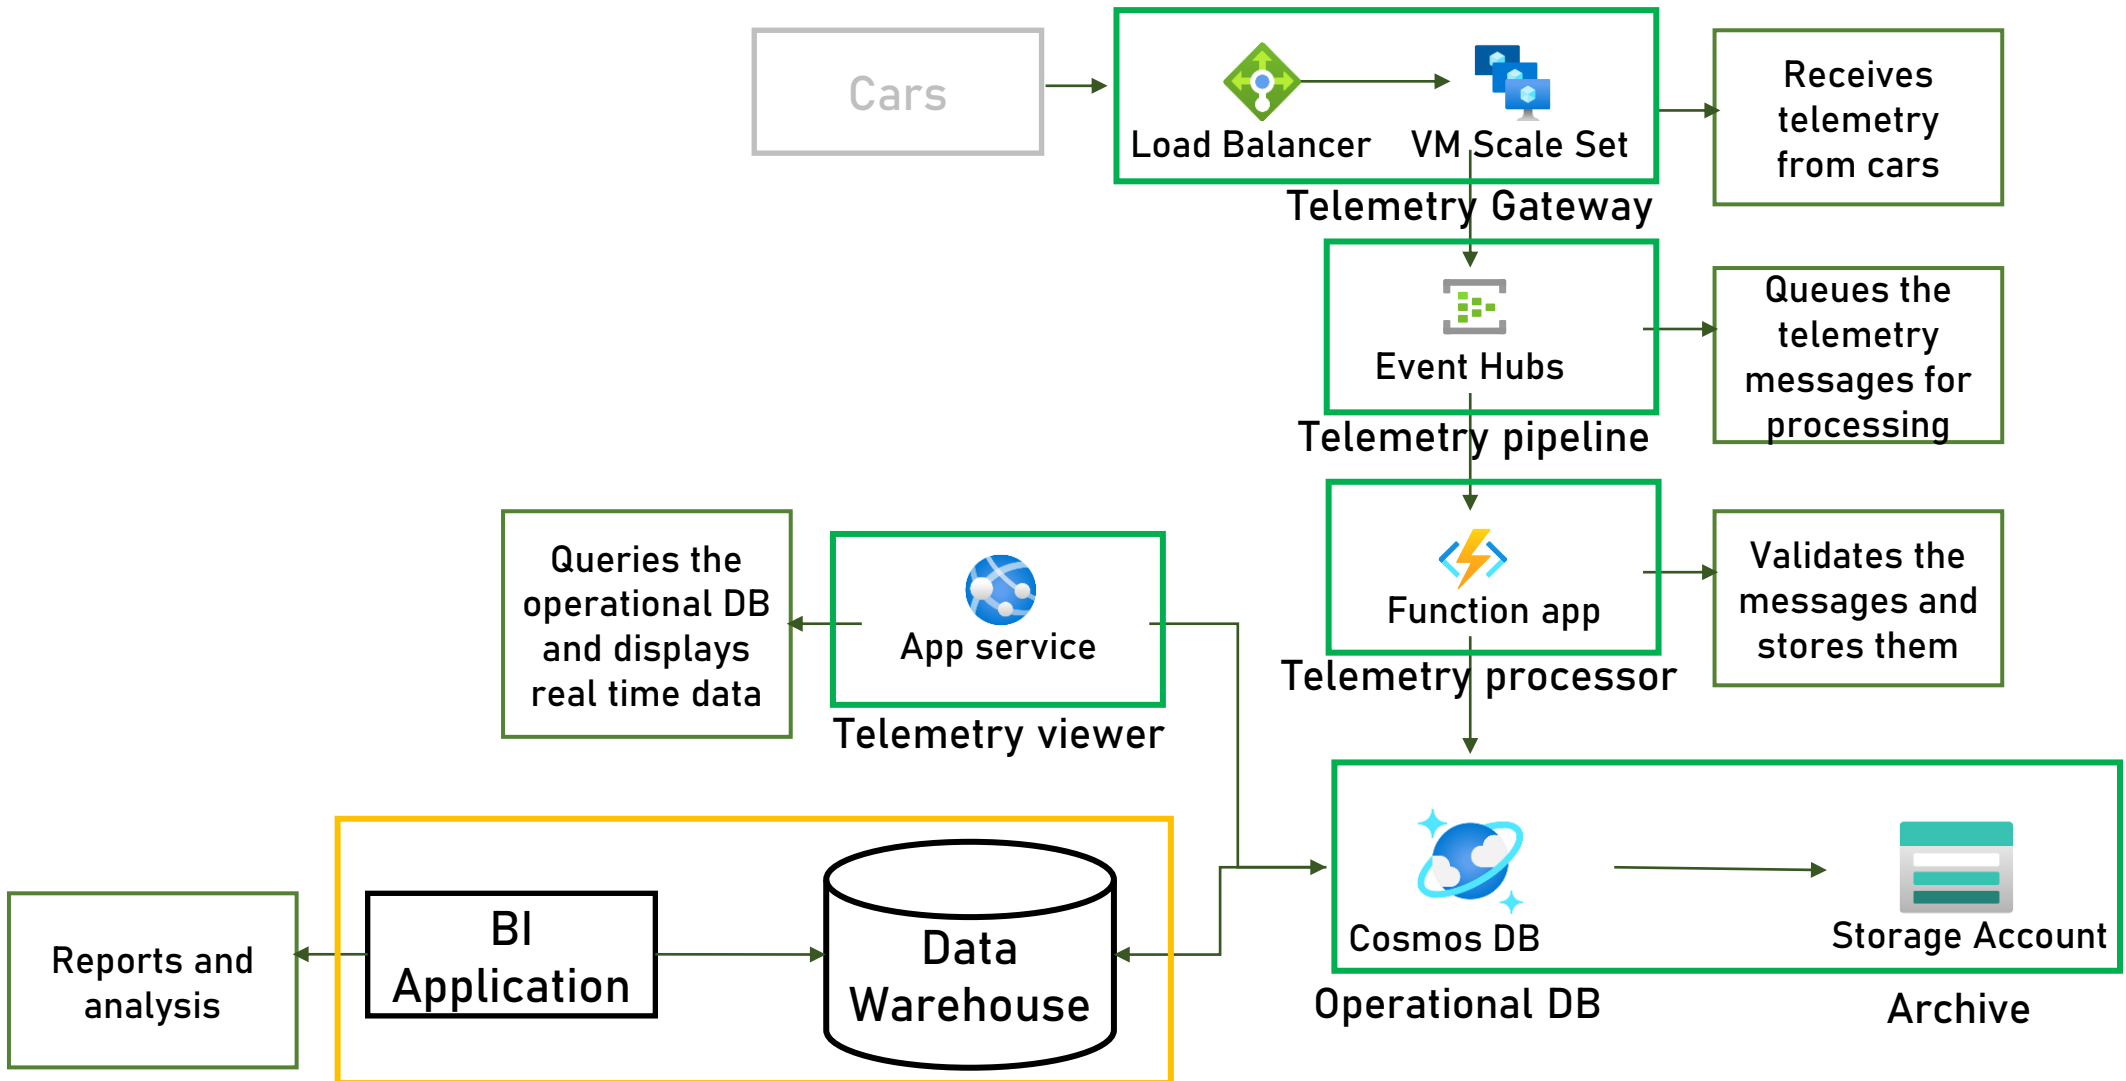 Cars
Load Balancer
VM Scale Set
Telemetry Gateway
Receives
telemetry
from cars
Event Hubs
Telemetry pipeline
Queues the
telemetry
messages for
processing
Function app
Telemetry processor
Validates the
messages and
stores them
Queries the
operational DB
and displays
real time data
App service
Telemetry viewer
Cosmos DB
Operational DB
Storage Account
Archive
Reports and
analysis
BI
Application
Data
Warehouse